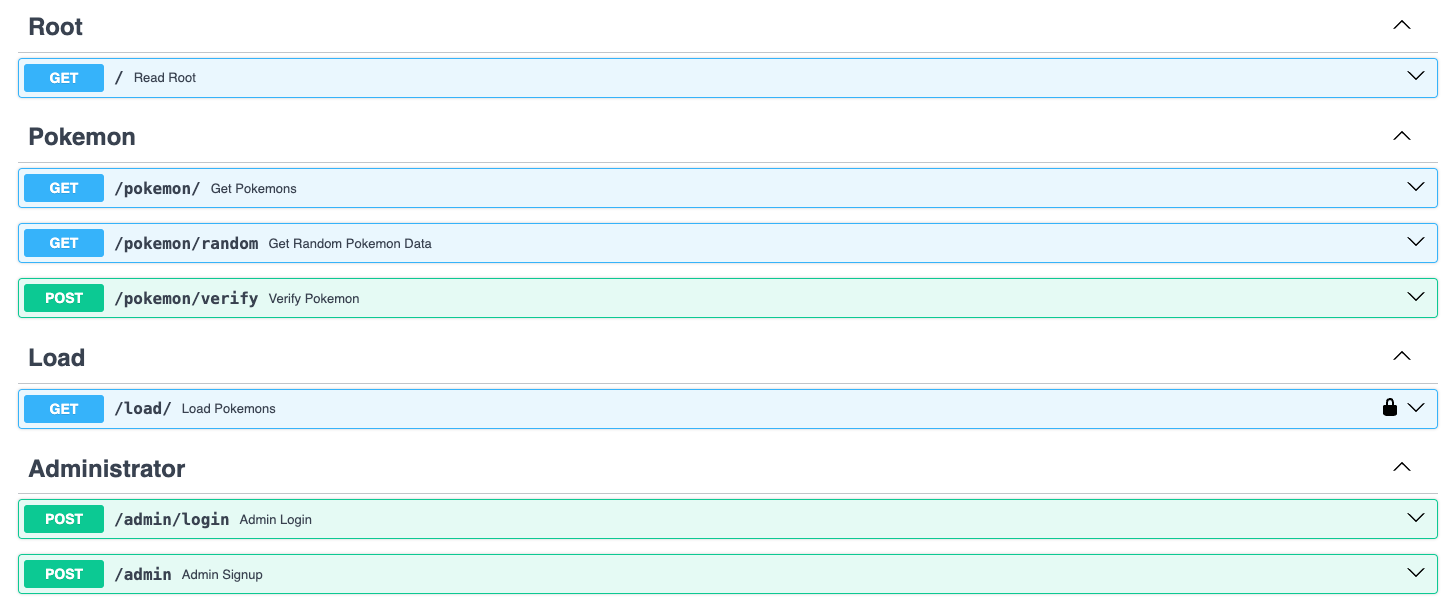 Root
GET / Read Root
Pokemon
GET /pokemon/ Get Pokemons
GET /pokemon/random Get Random Pokemon Data
POST /pokemon/verify Verify Pokemon
Load
GET /load/ Load Pokemons
Administrator
POST /admin/login Admin Login
POST /admin Admin Signup